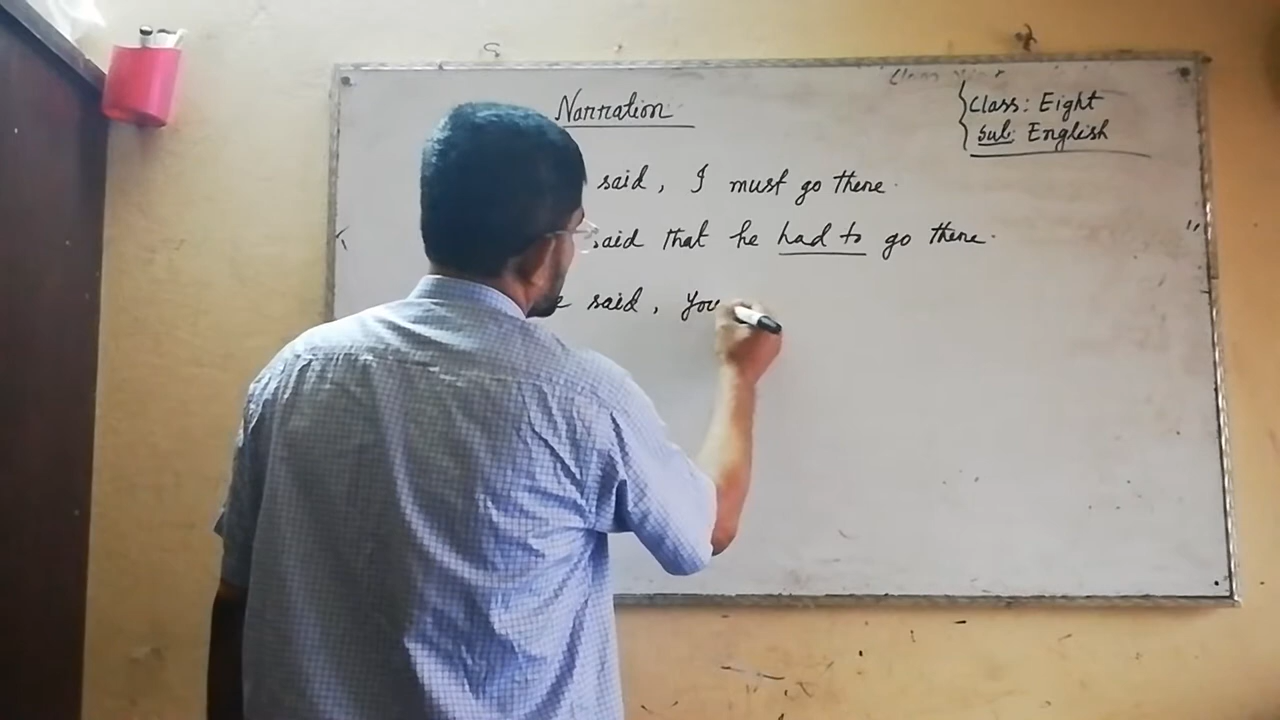 Narration
Class: Eight
Sub: English
said, I must go there.
said that he had to go there.
said, You